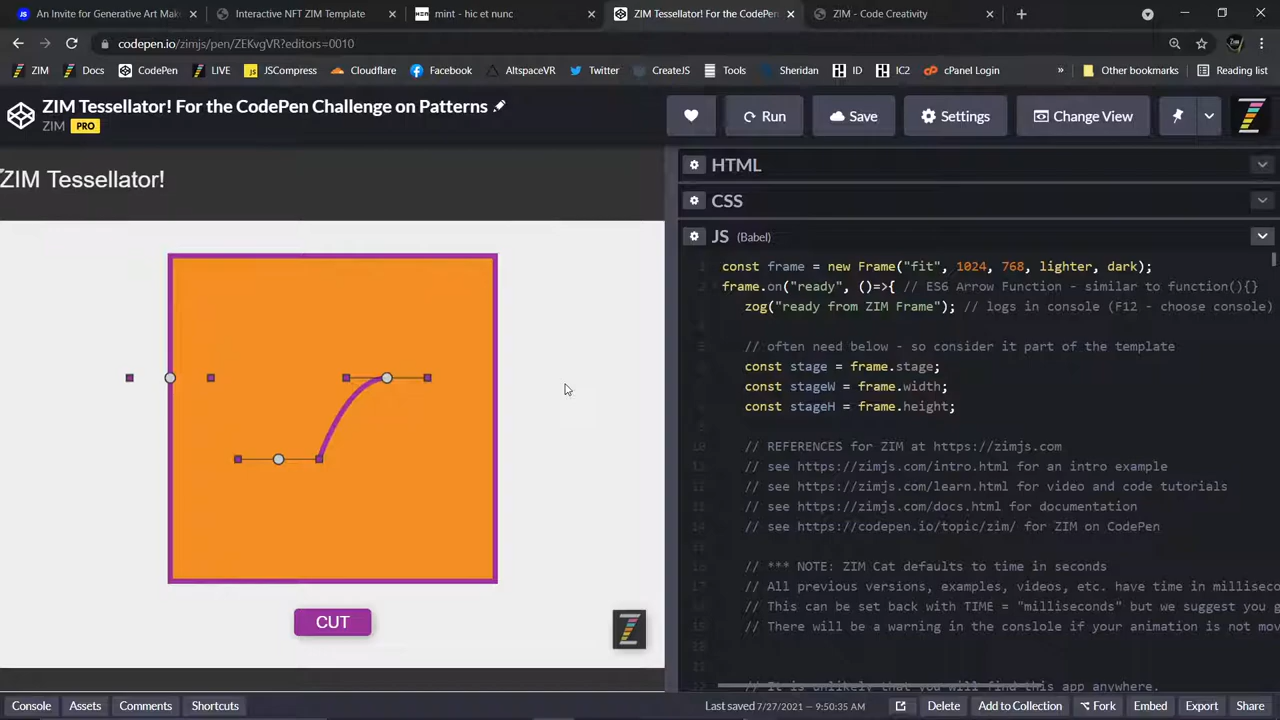 An Invite for Generative Art Mak
Interactive NFT ZIM Template
mint - hic et nunc
ZIM Tessellator! For the CodePen
ZIM - Code Creativity
codepen.io/zimjs/pen/ZEKvgVR?editors=0010
ZIM
Docs
CodePen
LIVE
JSCompress
Cloudflare
Facebook
AltspaceVR
Twitter
CreateJS
Tools
Sheridan
ID
IC2
cPanel Login
Other bookmarks
Reading list
ZIM Tessellator! For the CodePen Challenge on Patterns
ZIM PRO
Run
Save
Settings
Change View
ZIM Tessellator!
CUT
HTML
CSS
JS (Babel)
const frame = new Frame("fit", 1024, 768, lighter, dark);
frame.on("ready", ()=>{ // ES6 Arrow Function - similar to function(){}
zog("ready from ZIM Frame"); // logs in console (F12 - choose console)
// often need below - so consider it part of the template
const stage = frame.stage;
const stageW = frame.width;
const stageH = frame.height;
// REFERENCES for ZIM at https://zimjs.com
// see https://zimjs.com/intro.html for an intro example
// see https://zimjs.com/learn.html for video and code tutorials
// see https://zimjs.com/docs.html for documentation
// see https://codepen.io/topic/zim/ for ZIM on CodePen
// *** NOTE: ZIM Cat defaults to time in seconds
// All previous versions, examples, videos, etc. have time in milliseco
// This can be set back with TIME = "milliseconds" but we suggest you g
// There will be a warning in the conslole if your animation is not mov
// It is unlikely that you will find this app anywhere.
Console
Assets
Comments
Shortcuts
Last saved 7/27/2021 — 9:50:35 AM
Delete
Add to Collection
Fork
Embed
Export
Share